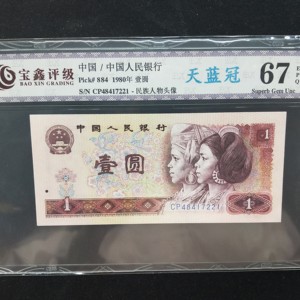 宝鑫评级
BAO XIN GRADING
中国 / 中国人民银行
Pick# 884 1980年 壹圆
S/N CP48417221 - 民族人物头像
天蓝冠
67
Superb Gem Unc
中国人民银行
1
壹圆
1
CP48417221